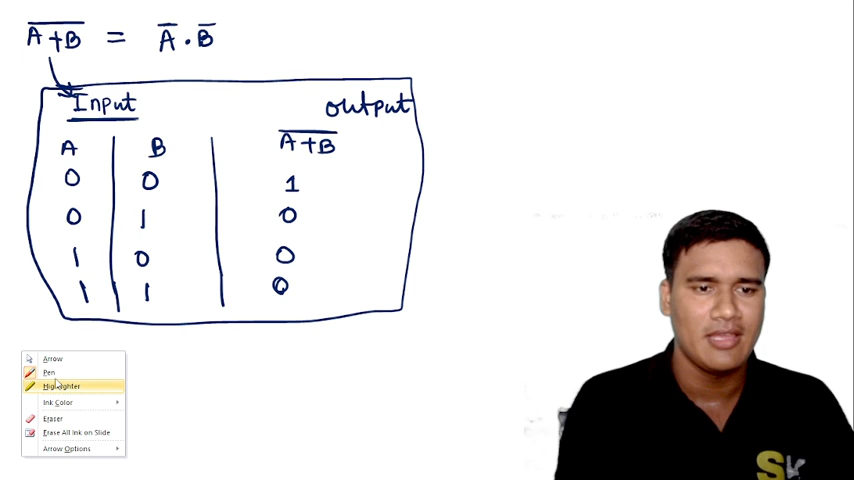 A̅+̅B̅ = A̅ . B̅
Input output
A B A̅+̅B̅
0 0 1
0 1 0
1 0 0
1 1 0
Arrow
Pen
Highlighter
Ink Color
Eraser
Erase All Ink on Slide
Arrow Options